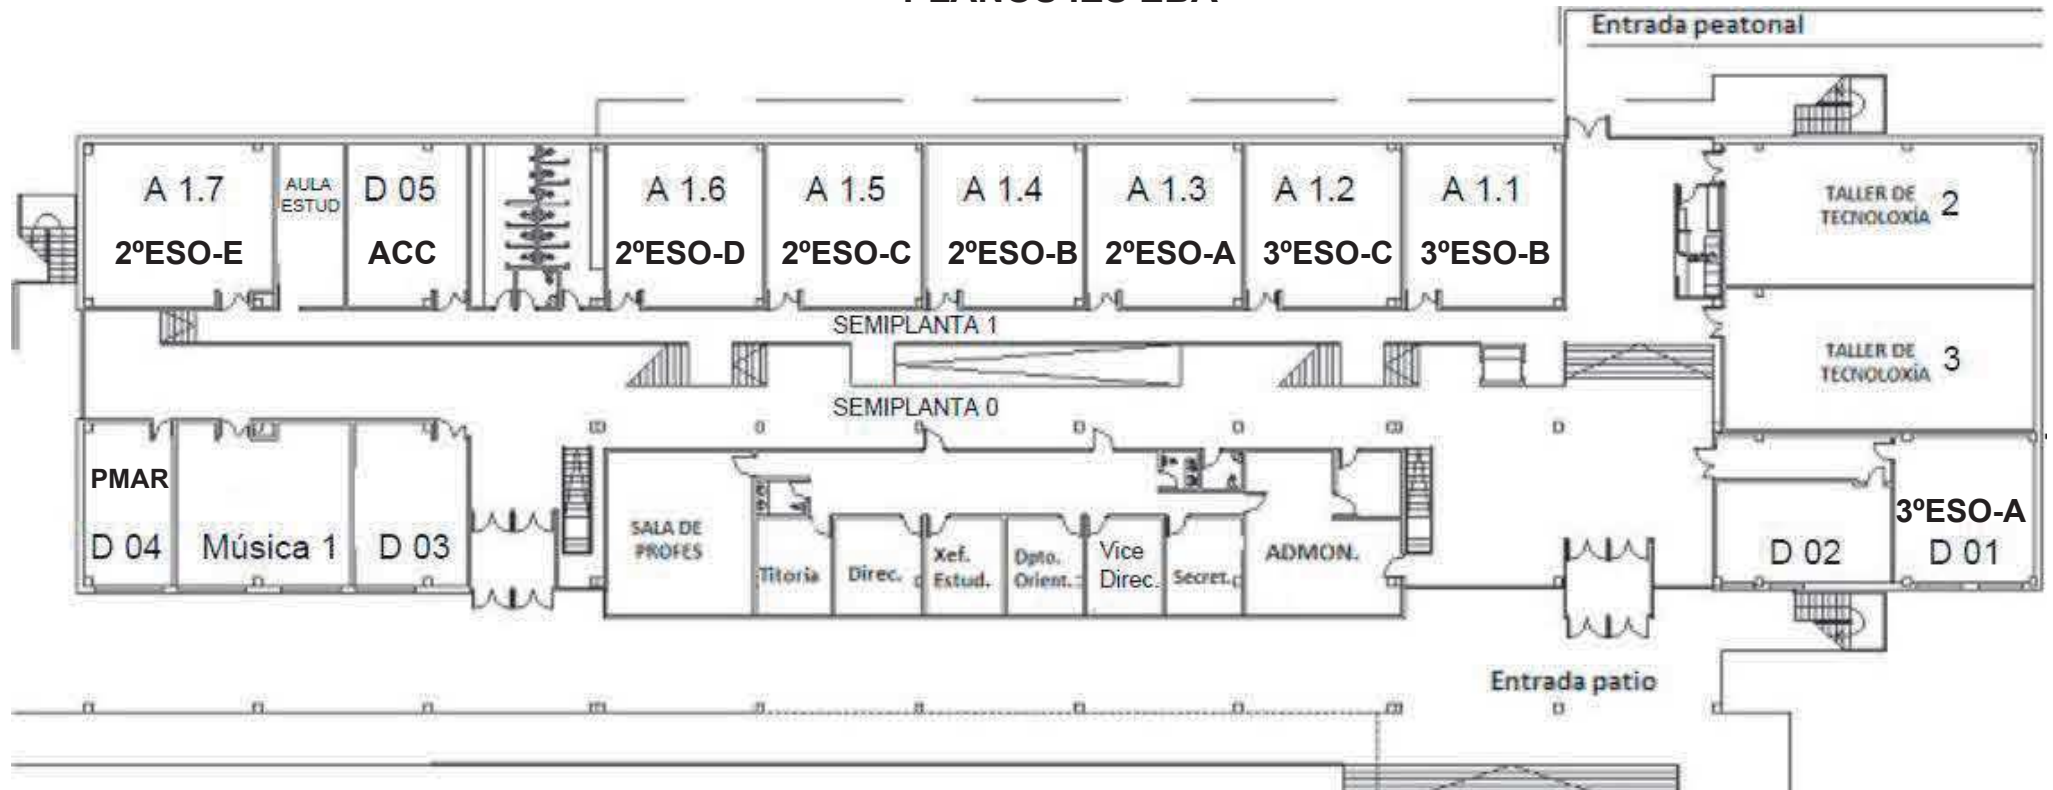 Entrada peatonal
A 1.7
AULA
ESTUD
D 05
A 1.6
A 1.5
A 1.4
A 1.3
A 1.2
A 1.1
TALLER DE
TECNOLOXÍA 2
2ºESO-E
ACC
2ºESO-D
2ºESO-C
2ºESO-B
2ºESO-A
3ºESO-C
3ºESO-B
SEMIPLANTA 1
TALLER DE
TECNOLOXÍA 3
SEMIPLANTA 0
PMAR
D 04
Música 1
D 03
SALA DE
PROFES
Titoria
Direc.
Xef.
Estud.
Dpto.
Orient.
Vice
Direc.
Secret.
ADMON.
D 02
3ºESO-A
D 01
Entrada patio